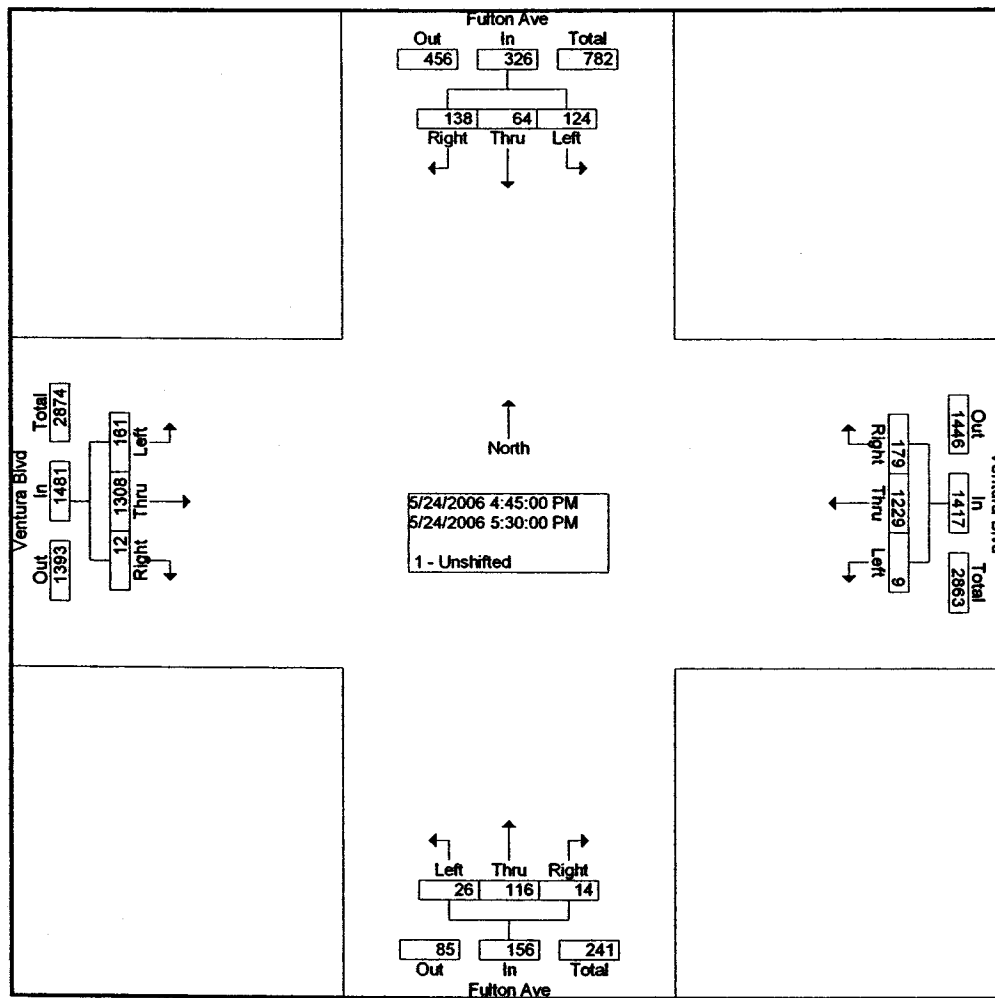 Fulton Ave
Out In Total
456 326 782
138 64 124
Right Thru Left
Ventura Blvd
Total In Out
2874 1481 1393
161 1308 12
Left Thru Right
North
5/24/2006 4:45:00 PM
5/24/2006 5:30:00 PM
1 - Unshifted
Right Thru Left
179 1229 9
1446 1417 2863
Out In Total
Left Thru Right
26 116 14
85 156 241
Out In Total
Fulton Ave